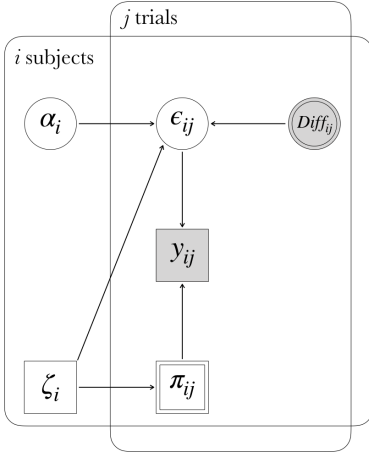 j trials
i subjects
α_i
ϵ_ij
Diff_ij
y_ij
ζ_i
π_ij